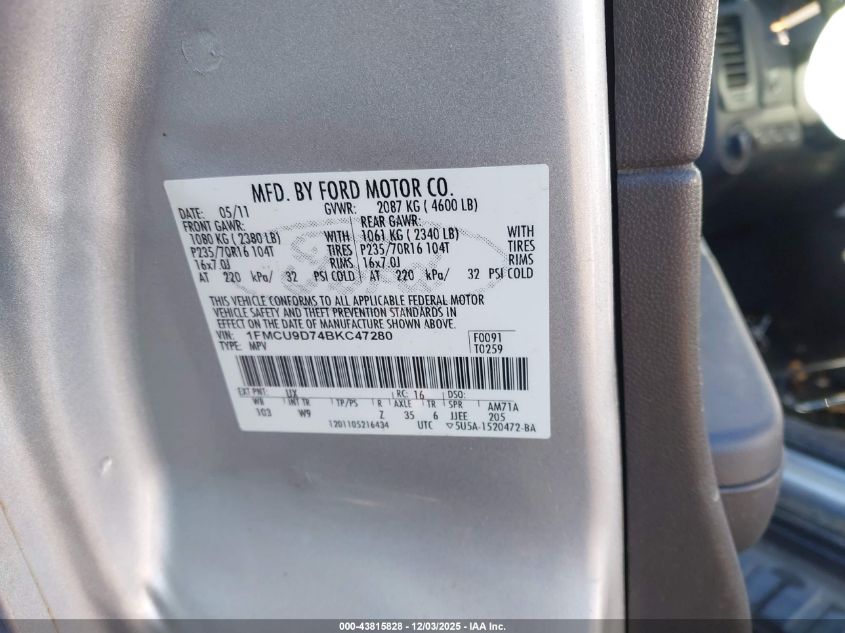 MFD. BY FORD MOTOR CO.
DATE: 05/11 GVWR: 2087 KG ( 4600 LB)
FRONT GAWR: REAR GAWR:
1080 KG ( 2380 LB) WITH 1061 KG ( 2340 LB) WITH
P235/70R16 104T TIRES P235/70R16 104T TIRES
16x7.0J RIMS 16x7.0J RIMS
AT 220 kPa/ 32 PSI COLD AT 220 kPa/ 32 PSI COLD
THIS VEHICLE CONFORMS TO ALL APPLICABLE FEDERAL MOTOR
VEHICLE SAFETY AND THEFT PREVENTION STANDARDS IN
EFFECT ON THE DATE OF MANUFACTURE SHOWN ABOVE.
VIN: 1FMCU9D74BKC47280 F0091
TYPE: MPV T0259
EXT PNT: UX RC: 16 DSO:
WB INT TR TP/PS R AXLE TR SPR AM71A
103 W9 Z 35 6 JJEE 205
1201105216434 UTC ▽5U5A-1520472-BA
000-43815828 - 12/03/2025 - IAA Inc.